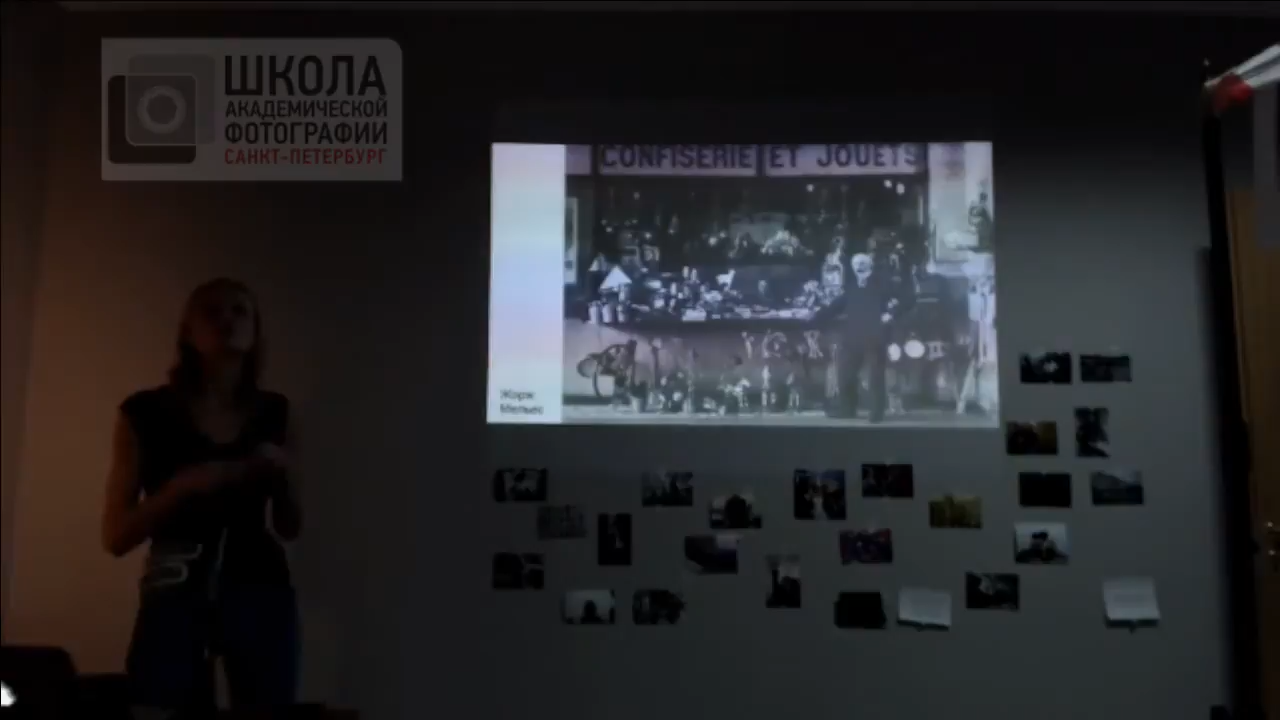 ШКОЛА
АКАДЕМИЧЕСКОЙ
ФОТОГРАФИИ
САНКТ-ПЕТЕРБУРГ
CONFISERIE ET JOUETS
Жорж
Мельес